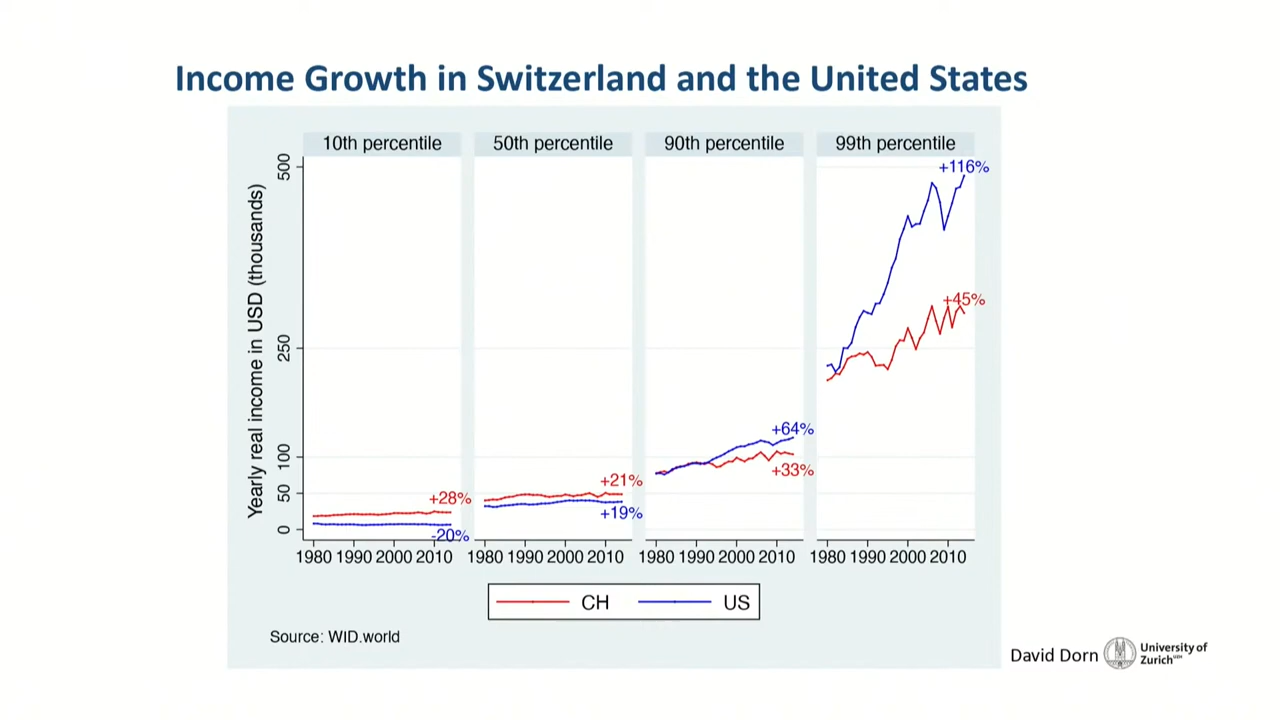 Income Growth in Switzerland and the United States
10th percentile
50th percentile
90th percentile
99th percentile
Yearly real income in USD (thousands)
500
250
100
50
0
+28%
-20%
+21%
+19%
+64%
+33%
+116%
+45%
1980 1990 2000 2010
1980 1990 2000 2010
1980 1990 2000 2010
1980 1990 2000 2010
CH
US
Source: WID.world
David Dorn
University of
Zurich